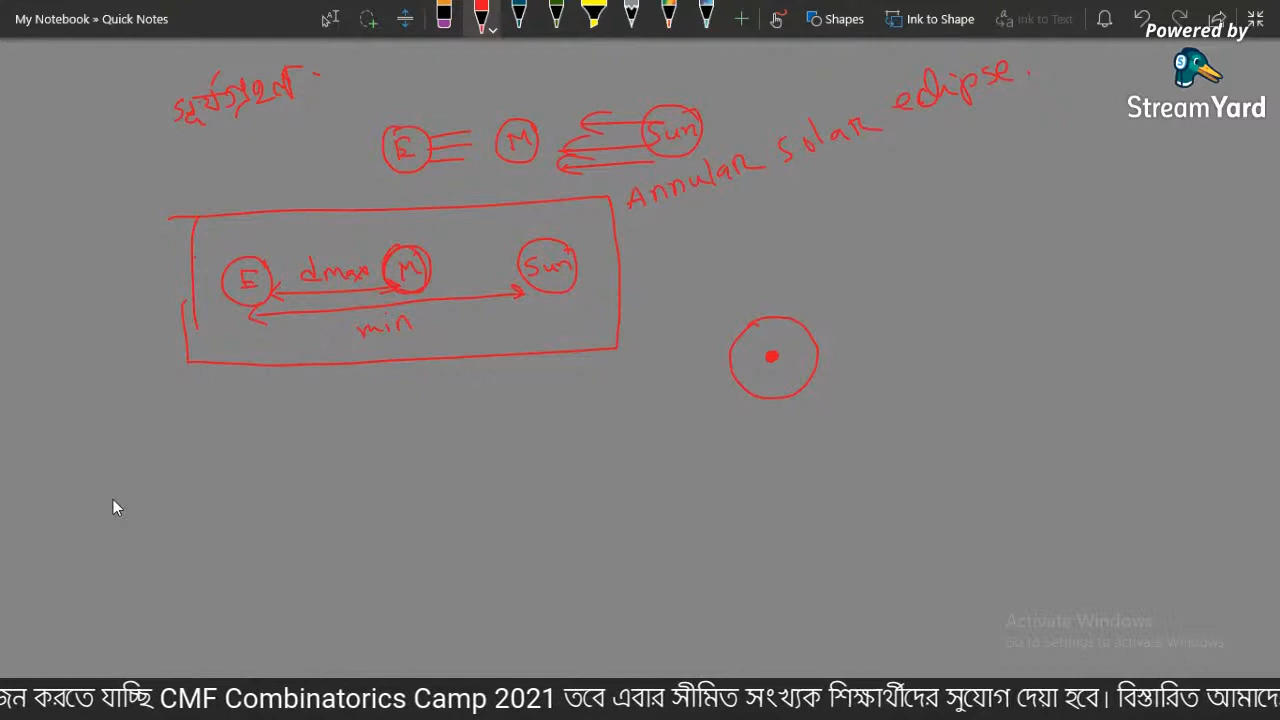 My Notebook » Quick Notes
Shapes
Ink to Shape
Ink to Text
Powered by
StreamYard
সূর্যগ্রহণ
E M Sun
Annular solar eclipse.
E dmax M Sun
min
Activate Windows
Go to Settings to activate Windows.
জন করতে যাচ্ছি CMF Combinatorics Camp 2021 তবে এবার সীমিত সংখ্যক শিক্ষার্থীদের সুযোগ দেয়া হবে। বিস্তারিত আমাদে